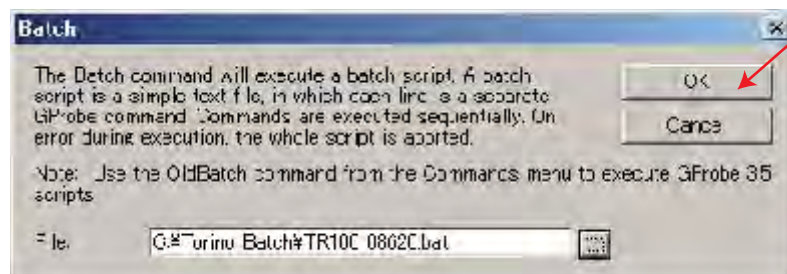 Batch
The Batch command will execute a batch script. A batch
script is a simple text file, in which each line is a separate
GProbe command. Commands are executed sequentially. On
error during execution, the whole script is aborted.
OK
Cancel
Note: Use the OldBatch command from the Commands menu to execute GProbe 3.5
scripts
File: